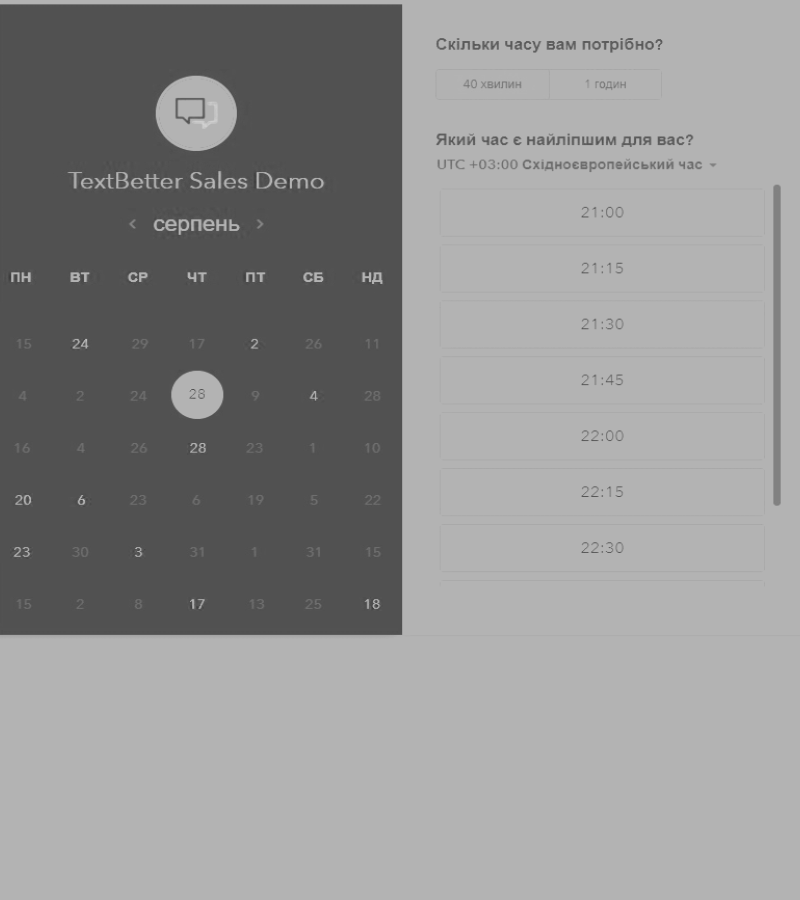 TextBetter Sales Demo
серпень
ПН ВТ СР ЧТ ПТ СБ НД
15 24 29 17 2 26 11
4 2 24 28 9 4 28
16 4 26 28 23 1 10
20 6 23 6 19 5 22
23 30 3 31 1 31 15
15 2 8 17 13 25 18
Скільки часу вам потрібно?
40 хвилин 1 годин
Який час є найліпшим для вас?
UTC +03:00 Східноєвропейський час
21:00
21:15
21:30
21:45
22:00
22:15
22:30